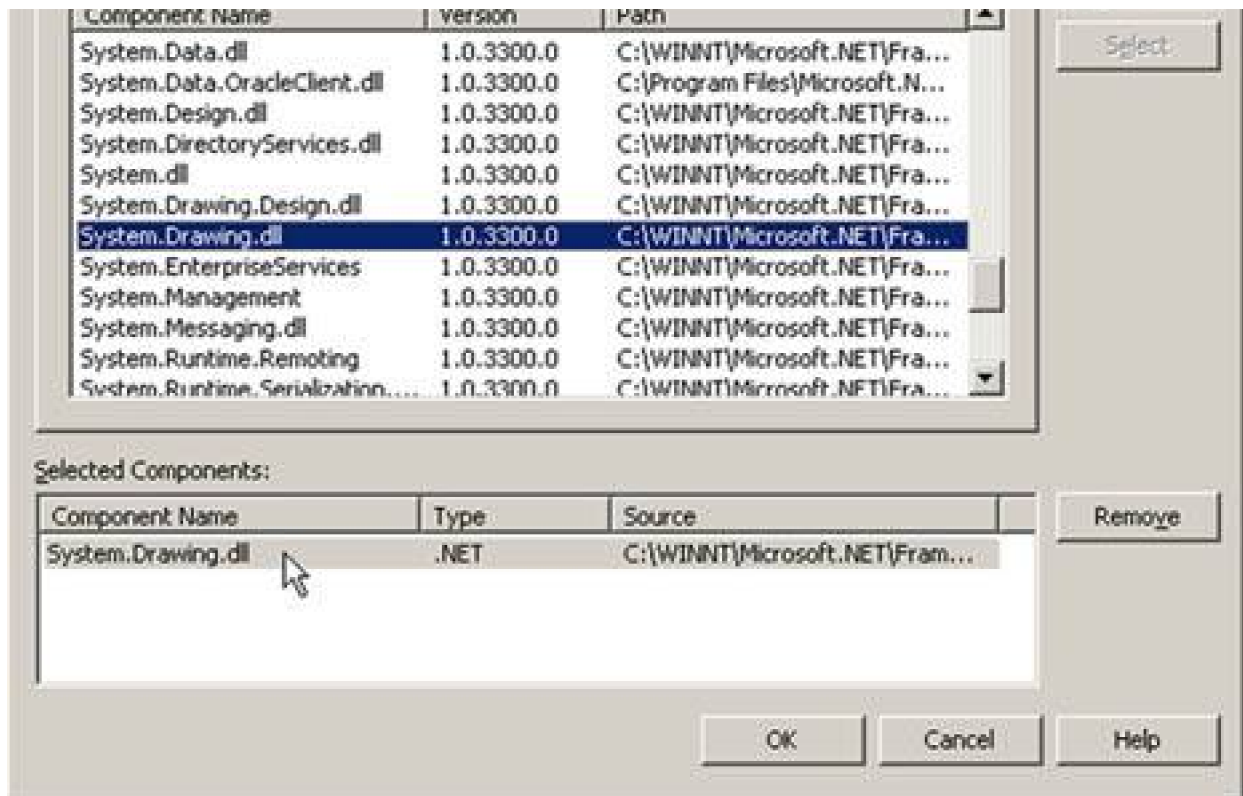 Component Name Version Path
System.Data.dll 1.0.3300.0 C:\WINNT\Microsoft.NET\Fra...
Select
System.Data.OracleClient.dll 1.0.3300.0 C:\Program Files\Microsoft.N...
System.Design.dll 1.0.3300.0 C:\WINNT\Microsoft.NET\Fra...
System.DirectoryServices.dll 1.0.3300.0 C:\WINNT\Microsoft.NET\Fra...
System.dll 1.0.3300.0 C:\WINNT\Microsoft.NET\Fra...
System.Drawing.Design.dll 1.0.3300.0 C:\WINNT\Microsoft.NET\Fra...
System.Drawing.dll 1.0.3300.0 C:\WINNT\Microsoft.NET\Fra...
System.EnterpriseServices 1.0.3300.0 C:\WINNT\Microsoft.NET\Fra...
System.Management 1.0.3300.0 C:\WINNT\Microsoft.NET\Fra...
System.Messaging.dll 1.0.3300.0 C:\WINNT\Microsoft.NET\Fra...
System.Runtime.Remoting 1.0.3300.0 C:\WINNT\Microsoft.NET\Fra...
System.Runtime.Serialization.... 1.0.3300.0 C:\WINNT\Microsoft.NET\Fra...
Selected Components:
Component Name Type Source
Remove
System.Drawing.dll .NET C:\WINNT\Microsoft.NET\Fram...
OK Cancel Help